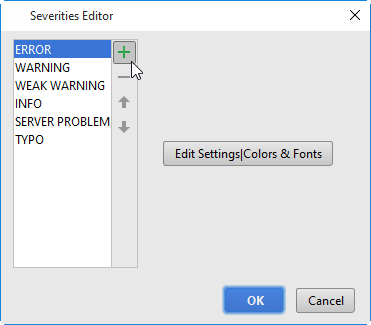 Severities Editor
ERROR
WARNING
WEAK WARNING
INFO
SERVER PROBLEM
TYPO
Edit Settings|Colors & Fonts
OK
Cancel